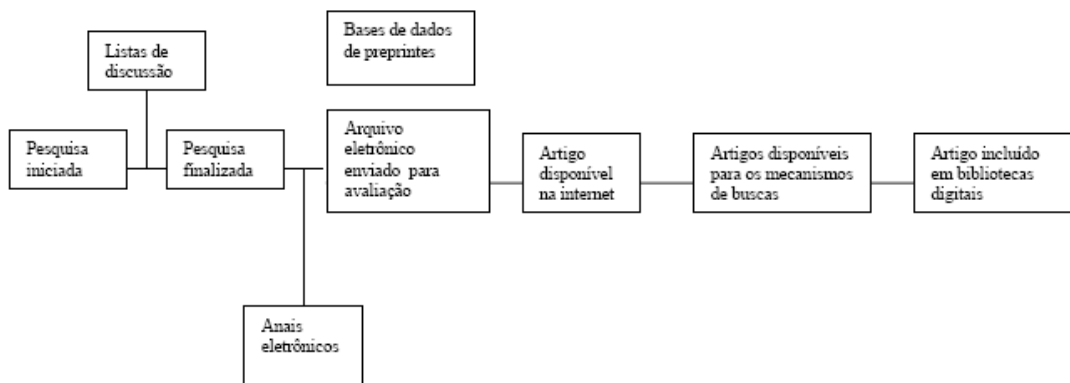 Bases de dados
de preprintes
Listas de
discussão
Pesquisa
iniciada
Pesquisa
finalizada
Arquivo
eletrônico
enviado para
avaliação
Artigo
disponível
na internet
Artigos disponíveis
para os mecanismos
de buscas
Artigo incluído
em bibliotecas
digitais
Anais
eletrônicos